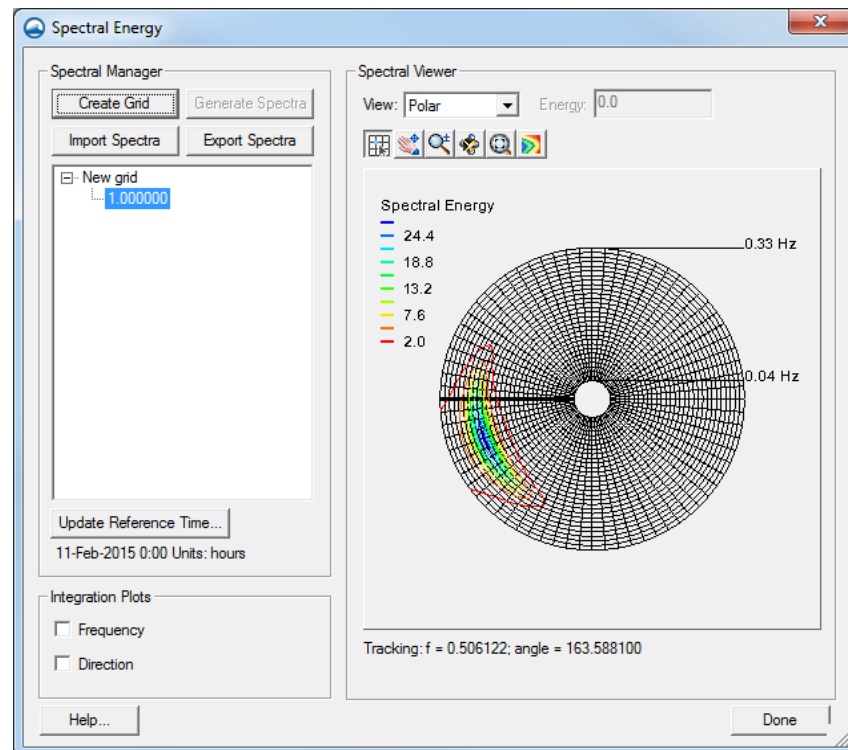 Spectral Energy
Spectral Manager
Create Grid
Generate Spectra
Import Spectra
Export Spectra
New grid
1.000000
Update Reference Time...
11-Feb-2015 0:00 Units: hours
Integration Plots
Frequency
Direction
Help...
Spectral Viewer
View: Polar
Energy: 0.0
Spectral Energy
24.4
18.8
13.2
7.6
2.0
0.33 Hz
0.04 Hz
Tracking: f = 0.506122; angle = 163.588100
Done